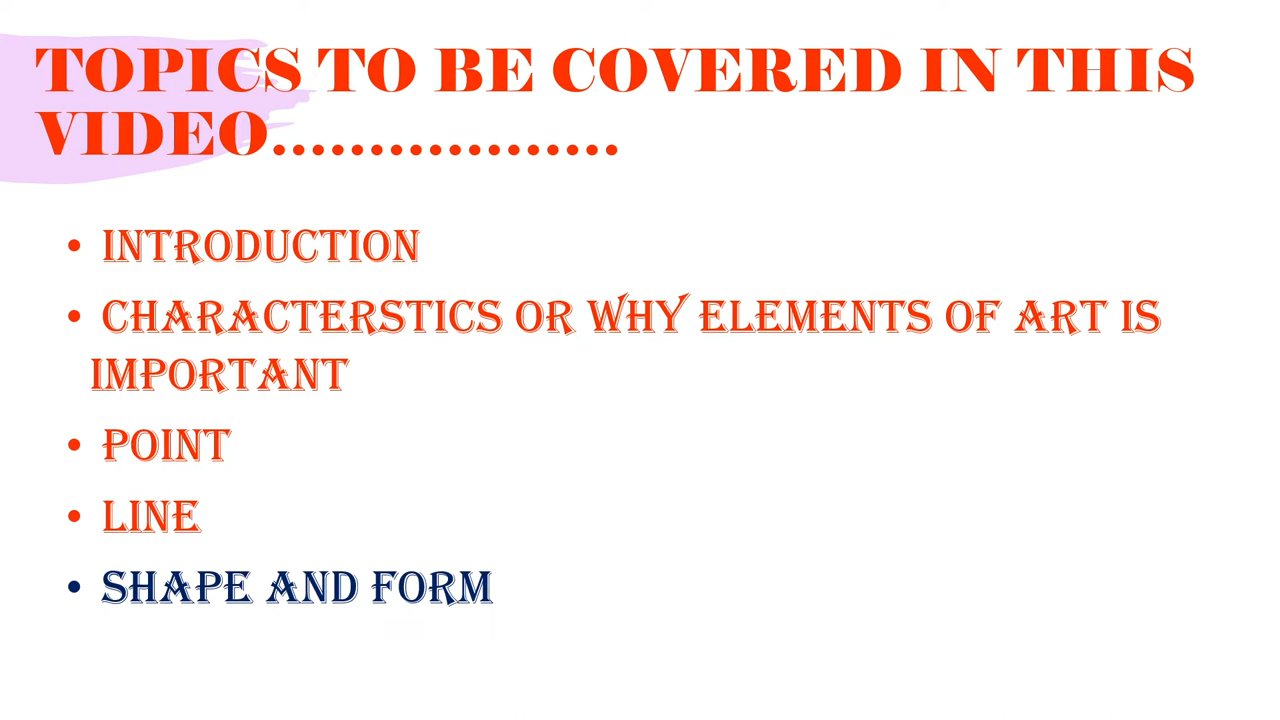 TOPICS TO BE COVERED IN THIS
VIDEO..................
• INTRODUCTION
• CHARACTERSTICS OR WHY ELEMENTS OF ART IS
IMPORTANT
• POINT
• LINE
• SHAPE AND FORM